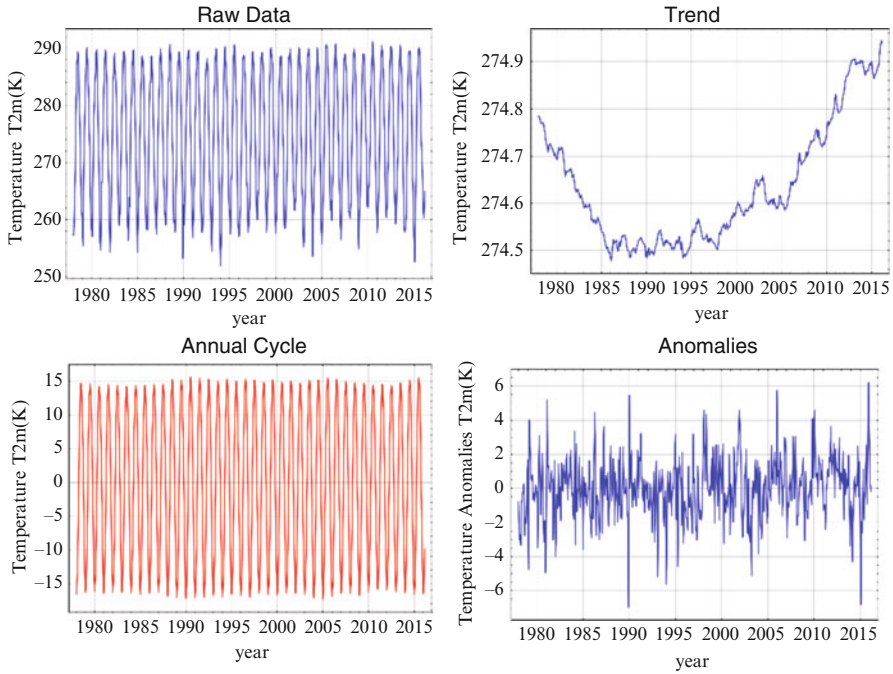 Raw Data
Temperature T2m(K)
290
280
270
260
250
1980 1985 1990 1995 2000 2005 2010 2015
year
Trend
Temperature T2m(K)
274.9
274.8
274.7
274.6
274.5
1980 1985 1990 1995 2000 2005 2010 2015
year
Annual Cycle
Temperature T2m(K)
15
10
5
0
−5
−10
−15
1980 1985 1990 1995 2000 2005 2010 2015
year
Anomalies
Temperature Anomalies T2m(K)
6
4
2
0
−2
−4
−6
1980 1985 1990 1995 2000 2005 2010 2015
year